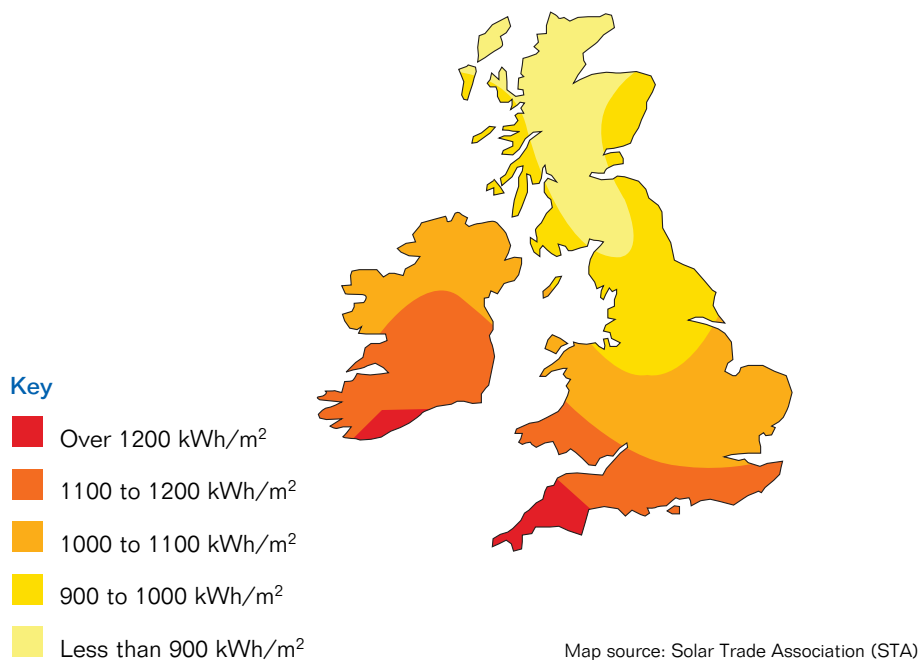 Key
Over 1200 kWh/m²
1100 to 1200 kWh/m²
1000 to 1100 kWh/m²
900 to 1000 kWh/m²
Less than 900 kWh/m²
Map source: Solar Trade Association (STA)